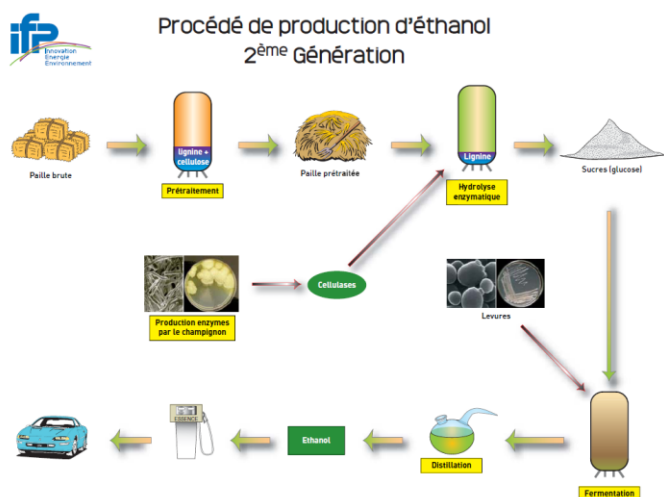 Procédé de production d'éthanol
2ème Génération
ifp
Innovation
Energie
Environnement
lignine +
cellulose
Lignine
Paille brute
Prétraitement
Paille prétraitée
Hydrolyse
enzymatique
Sucres (glucose)
Cellulases
Production enzymes
par le champignon
Levures
ESSENCE
Ethanol
Distillation
Fermentation